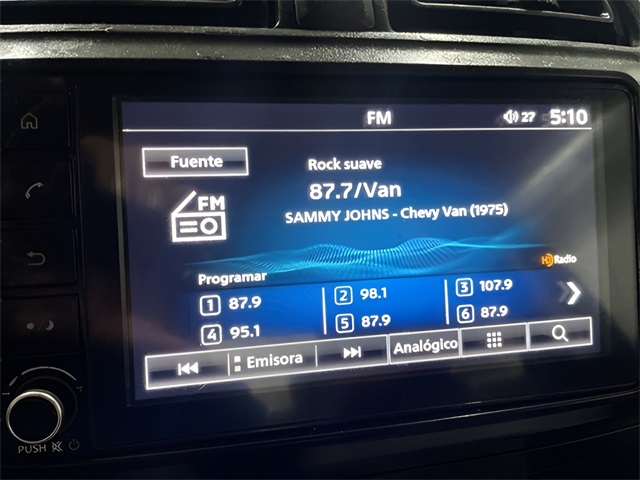 FM
27 5:10
Fuente
Rock suave
87.7/Van
FM
SAMMY JOHNS - Chevy Van (1975)
HD Radio
Programar
1 87.9
2 98.1
3 107.9
4 95.1
5 87.9
6 87.9
Emisora
Analógico
PUSH